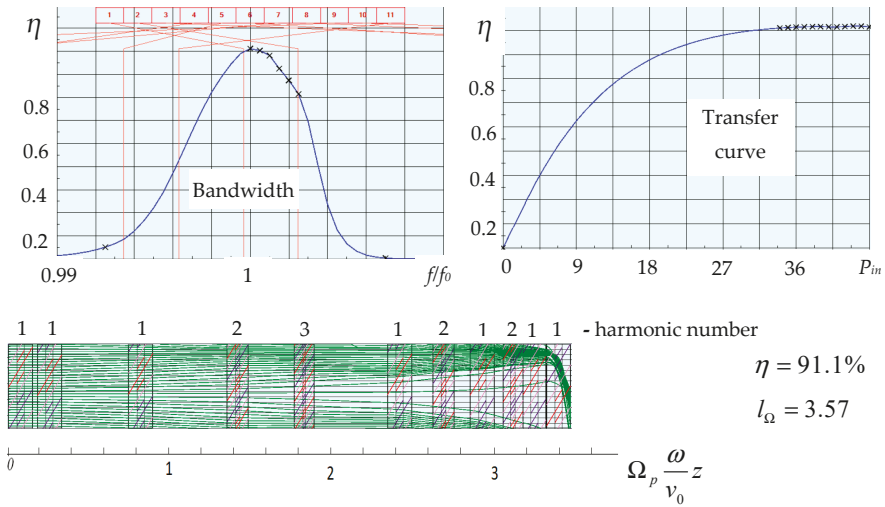 η
1 2 3 4 5 6 7 8 9 10 11
0.8
0.6
0.4
0.2
Bandwidth
0.99 1 f/f₀
η
0.8
0.6
0.4
0.2
Transfer
curve
0 9 18 27 36 Pᵢₙ
1 1 1 2 3 1 2 1 2 1 1 - harmonic number
η = 91.1%
l_Ω = 3.57
0 1 2 3
Ω_p ω/v₀ z